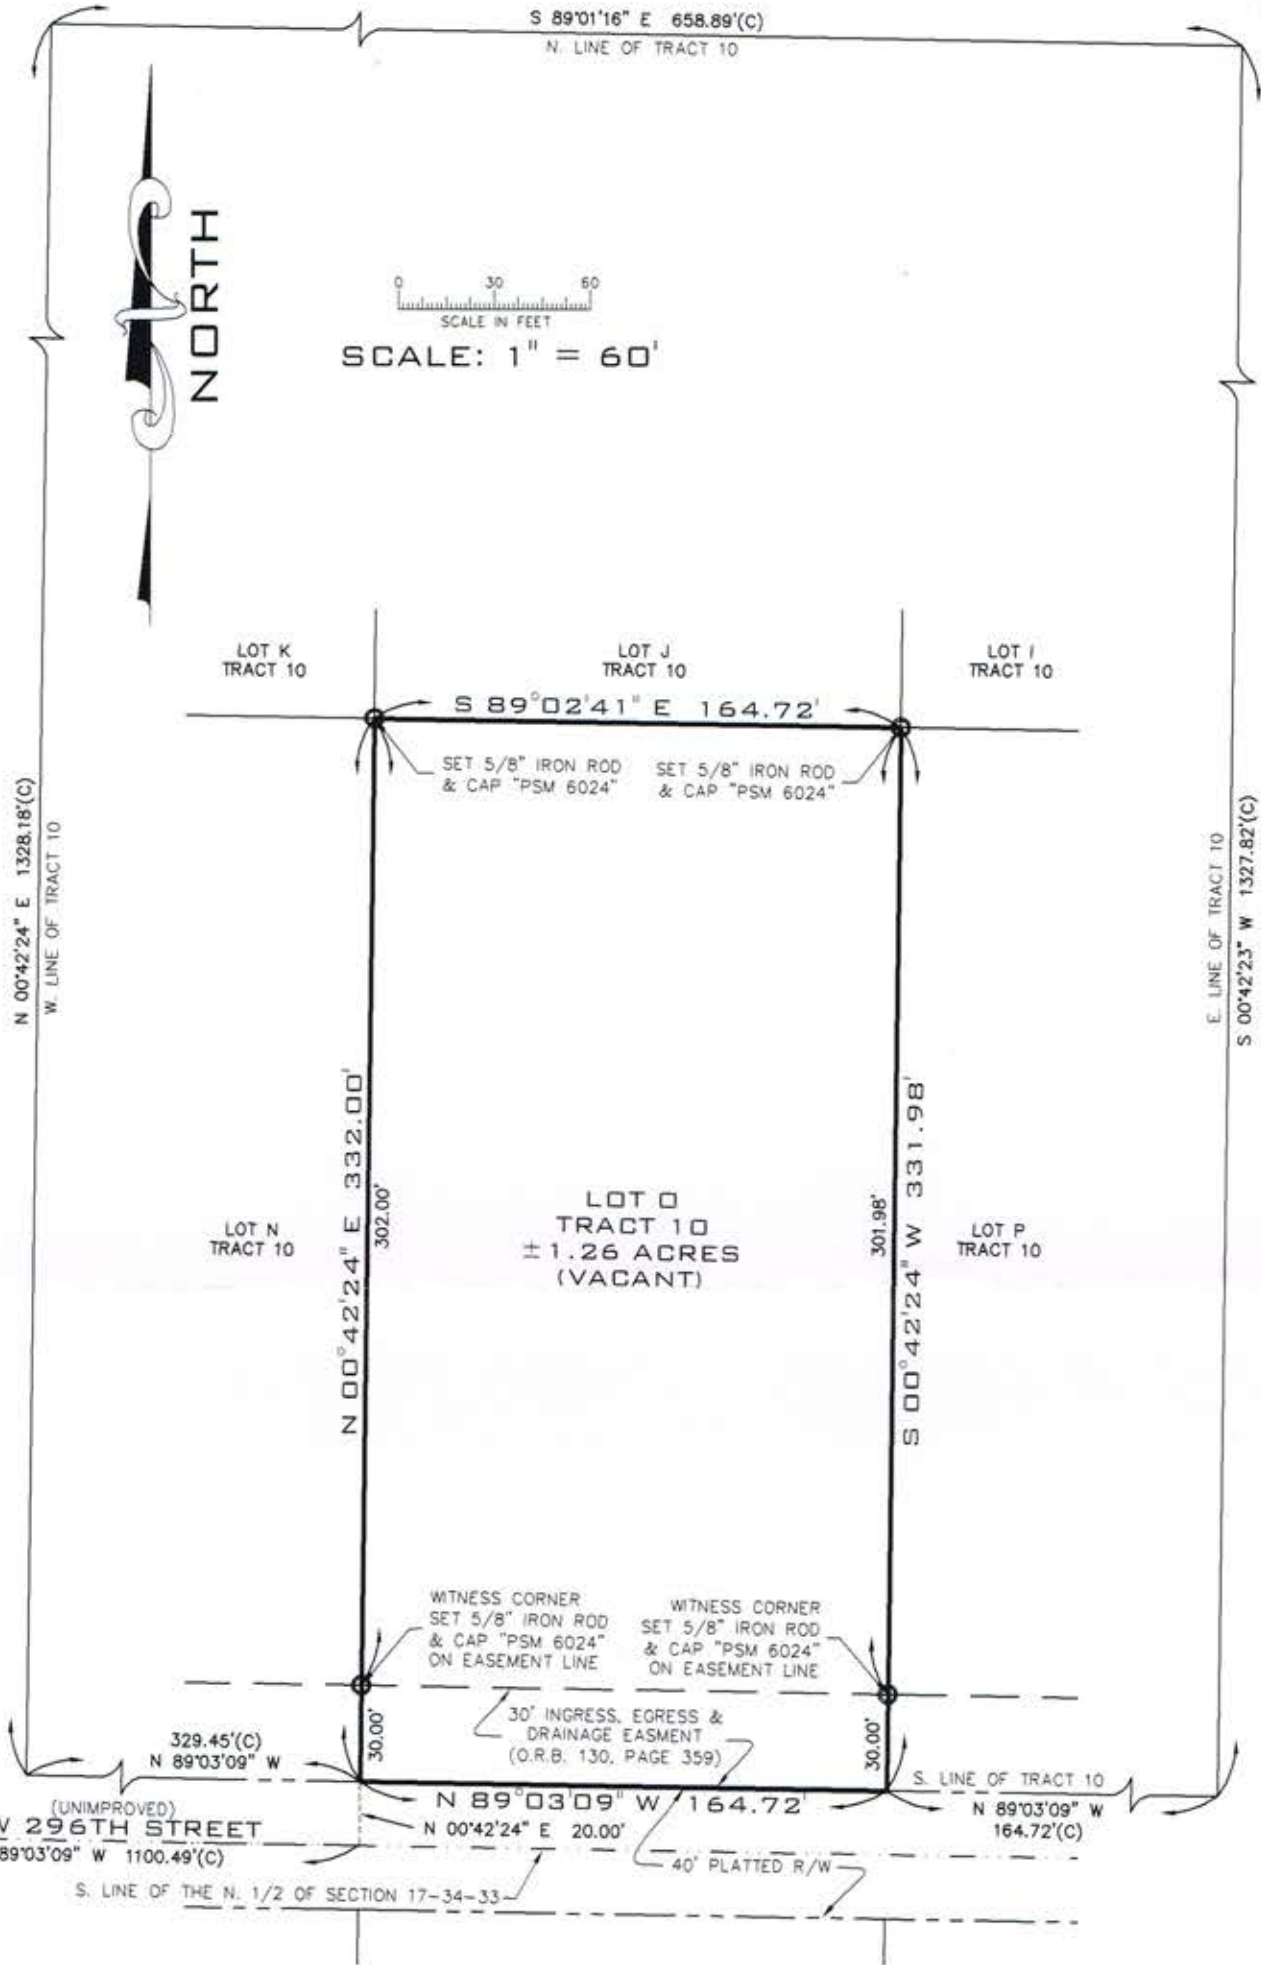 S 89°01'16" E 658.89'(C)
N. LINE OF TRACT 10
NORTH
0 30 60
SCALE IN FEET
SCALE: 1" = 60'
LOT K
TRACT 10
LOT J
TRACT 10
LOT I
TRACT 10
S 89°02'41" E 164.72'
SET 5/8" IRON ROD
& CAP "PSM 6024"
SET 5/8" IRON ROD
& CAP "PSM 6024"
N 00°42'24" E 1328.18'(C)
W. LINE OF TRACT 10
E. LINE OF TRACT 10
S 00°42'23" W 1327.82'(C)
N 00°42'24" E 332.00'
302.00'
LOT N
TRACT 10
LOT O
TRACT 10
±1.26 ACRES
(VACANT)
301.98'
S 00°42'24" W 331.98'
LOT P
TRACT 10
WITNESS CORNER
SET 5/8" IRON ROD
& CAP "PSM 6024"
ON EASEMENT LINE
WITNESS CORNER
SET 5/8" IRON ROD
& CAP "PSM 6024"
ON EASEMENT LINE
30' INGRESS, EGRESS &
DRAINAGE EASMENT
(O.R.B. 130, PAGE 359)
30.00'
30.00'
329.45'(C)
N 89°03'09" W
S. LINE OF TRACT 10
N 89°03'09" W 164.72'
N 89°03'09" W
164.72'(C)
(UNIMPROVED)
296TH STREET
N 00°42'24" E 20.00'
89°03'09" W 1100.49'(C)
40' PLATTED R/W
S. LINE OF THE N. 1/2 OF SECTION 17-34-33